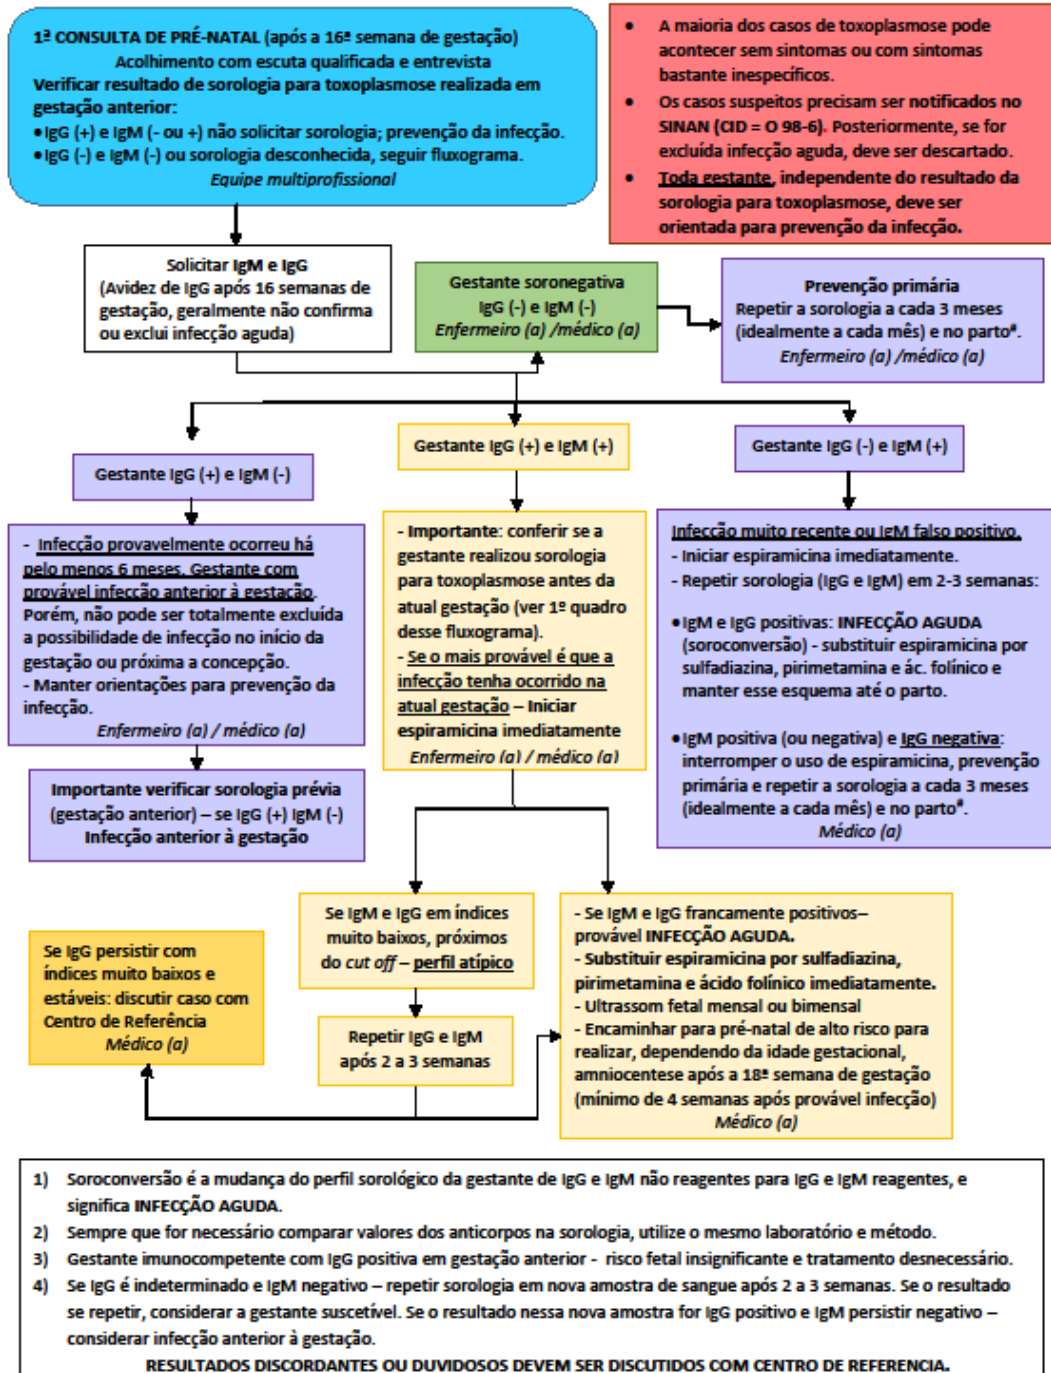 1ª CONSULTA DE PRÉ-NATAL (após a 16ª semana de gestação)
Acolhimento com escuta qualificada e entrevista
Verificar resultado de sorologia para toxoplasmose realizada em
gestação anterior:
•IgG (+) e IgM (- ou +) não solicitar sorologia; prevenção da infecção.
•IgG (-) e IgM (-) ou sorologia desconhecida, seguir fluxograma.
Equipe multiprofissional
• A maioria dos casos de toxoplasmose pode
acontecer sem sintomas ou com sintomas
bastante inespecíficos.
• Os casos suspeitos precisam ser notificados no
SINAN (CID = O 98-6). Posteriormente, se for
excluída infecção aguda, deve ser descartado.
• Toda gestante, independente do resultado da
sorologia para toxoplasmose, deve ser
orientada para prevenção da infecção.
Solicitar IgM e IgG
(Avidez de IgG após 16 semanas de
gestação, geralmente não confirma
ou exclui infecção aguda)
Gestante soronegativa
IgG (-) e IgM (-)
Enfermeiro (a) /médico (a)
Prevenção primária
Repetir a sorologia a cada 3 meses
(idealmente a cada mês) e no parto#.
Enfermeiro (a) /médico (a)
Gestante IgG (+) e IgM (-)
Gestante IgG (+) e IgM (+)
Gestante IgG (-) e IgM (+)
- Infecção provavelmente ocorreu há
pelo menos 6 meses. Gestante com
provável infecção anterior à gestação.
Porém, não pode ser totalmente excluída
a possibilidade de infecção no início da
gestação ou próxima a concepção.
- Manter orientações para prevenção da
infecção.
Enfermeiro (a) / médico (a)
Importante verificar sorologia prévia
(gestação anterior) – se IgG (+) IgM (-)
Infecção anterior à gestação
- Importante: conferir se a
gestante realizou sorologia
para toxoplasmose antes da
atual gestação (ver 1º quadro
desse fluxograma).
- Se o mais provável é que a
infecção tenha ocorrido na
atual gestação – Iniciar
espiramicina imediatamente
Enfermeiro (a) / médico (a)
Infecção muito recente ou IgM falso positivo.
- Iniciar espiramicina imediatamente.
- Repetir sorologia (IgG e IgM) em 2-3 semanas:
•IgM e IgG positivas: INFECÇÃO AGUDA
(soroconversão) - substituir espiramicina por
sulfadiazina, pirimetamina e ác. folínico e
manter esse esquema até o parto.
•IgM positiva (ou negativa) e IgG negativa:
interromper o uso de espiramicina, prevenção
primária e repetir a sorologia a cada 3 meses
(idealmente a cada mês) e no parto#.
Médico (a)
Se IgM e IgG em índices
muito baixos, próximos
do cut off – perfil atípico
Repetir IgG e IgM
após 2 a 3 semanas
Se IgG persistir com
índices muito baixos e
estáveis: discutir caso com
Centro de Referência
Médico (a)
- Se IgM e IgG francamente positivos–
provável INFECÇÃO AGUDA.
- Substituir espiramicina por sulfadiazina,
pirimetamina e ácido folínico imediatamente.
- Ultrassom fetal mensal ou bimensal
- Encaminhar para pré-natal de alto risco para
realizar, dependendo da idade gestacional,
amniocentese após a 18ª semana de gestação
(mínimo de 4 semanas após provável infecção)
Médico (a)
1) Soroconversão é a mudança do perfil sorológico da gestante de IgG e IgM não reagentes para IgG e IgM reagentes, e
significa INFECÇÃO AGUDA.
2) Sempre que for necessário comparar valores dos anticorpos na sorologia, utilize o mesmo laboratório e método.
3) Gestante imunocompetente com IgG positiva em gestação anterior - risco fetal insignificante e tratamento desnecessário.
4) Se IgG é indeterminado e IgM negativo – repetir sorologia em nova amostra de sangue após 2 a 3 semanas. Se o resultado
se repetir, considerar a gestante suscetível. Se o resultado nessa nova amostra for IgG positivo e IgM persistir negativo –
considerar infecção anterior à gestação.
RESULTADOS DISCORDANTES OU DUVIDOSOS DEVEM SER DISCUTIDOS COM CENTRO DE REFERENCIA.